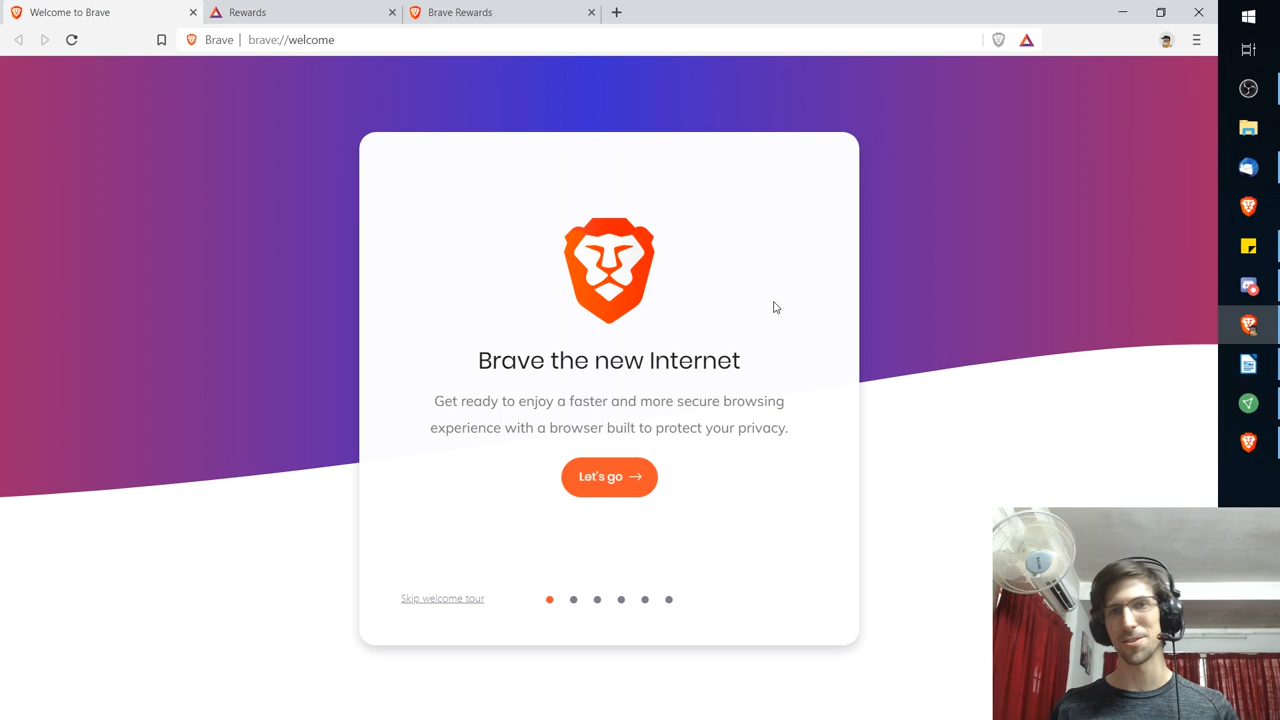 Welcome to Brave
Rewards
Brave Rewards
Brave | brave://welcome
Brave the new Internet
Get ready to enjoy a faster and more secure browsing
experience with a browser built to protect your privacy.
Let's go →
Skip welcome tour